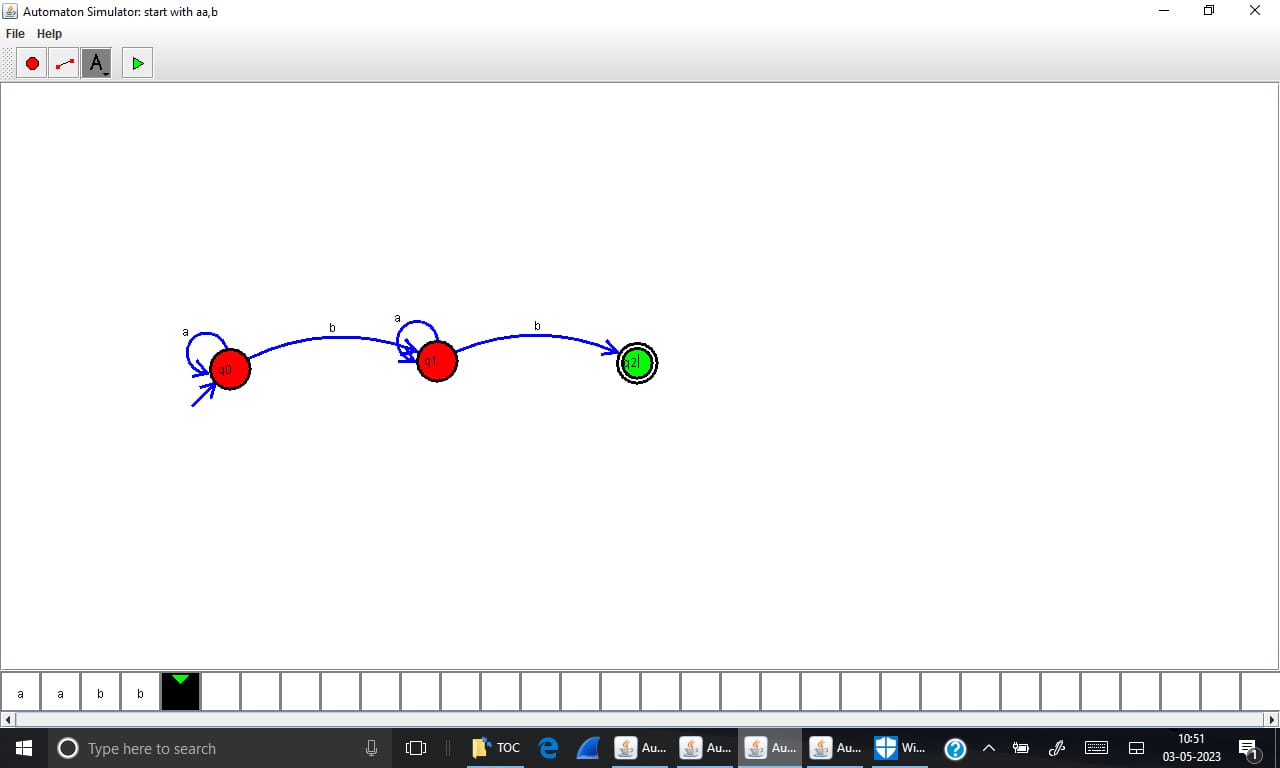 Automaton Simulator: start with aa,b
File Help
A
a b a b
q0 q1 q2
a a b b
Type here to search TOC Au... Au... Au... Au... Wi... 10:51
03-05-2023
1